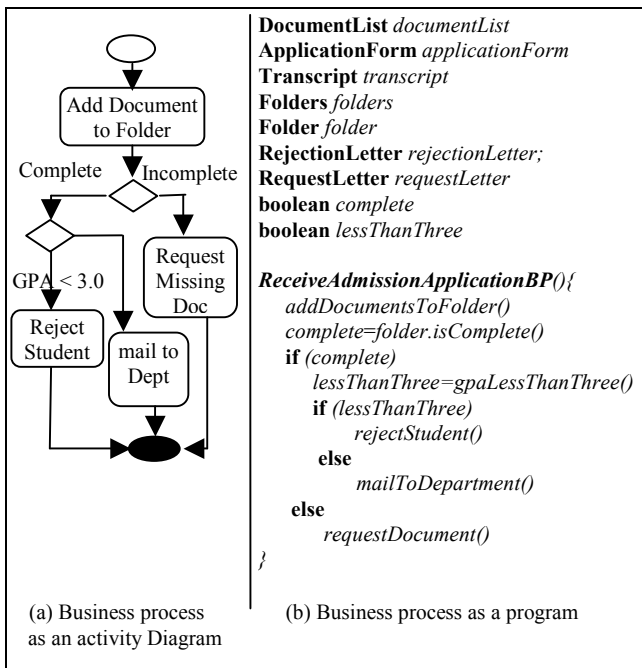 Add Document
to Folder
Complete
Incomplete
GPA < 3.0
Request
Missing
Doc
Reject
Student
mail to
Dept
(a) Business process
as an activity Diagram
DocumentList documentList
ApplicationForm applicationForm
Transcript transcript
Folders folders
Folder folder
RejectionLetter rejectionLetter;
RequestLetter requestLetter
boolean complete
boolean lessThanThree
ReceiveAdmissionApplicationBP(){
addDocumentsToFolder()
complete=folder.isComplete()
if (complete)
lessThanThree=gpaLessThanThree()
if (lessThanThree)
rejectStudent()
else
mailToDepartment()
else
requestDocument()
}
(b) Business process as a program